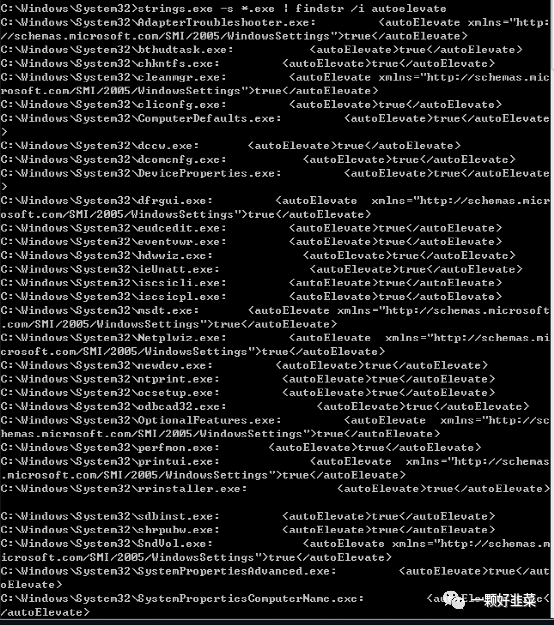 C:\Windows\System32>strings.exe -s *.exe | findstr /i autoelevate
C:\Windows\System32\AdapterTroubleshooter.exe:        <autoElevate xmlns="http:
//schemas.microsoft.com/SMI/2005/WindowsSettings">true</autoElevate>
C:\Windows\System32\bthudtask.exe:        <autoElevate>true</autoElevate>
C:\Windows\System32\chkntfs.exe:        <autoElevate>true</autoElevate>
C:\Windows\System32\cleanmgr.exe:        <autoElevate xmlns="http://schemas.mic
rosoft.com/SMI/2005/WindowsSettings">true</autoElevate>
C:\Windows\System32\cliconfg.exe:        <autoElevate>true</autoElevate>
C:\Windows\System32\ComputerDefaults.exe:        <autoElevate>true</autoElevate
>
C:\Windows\System32\dccw.exe:        <autoElevate>true</autoElevate>
C:\Windows\System32\dcomcnfg.exe:        <autoElevate>true</autoElevate>
C:\Windows\System32\DeviceProperties.exe:        <autoElevate>true</autoElevate
>
C:\Windows\System32\dfrgui.exe:        <autoElevate  xmlns="http://schemas.micr
osoft.com/SMI/2005/WindowsSettings">true</autoElevate>
C:\Windows\System32\eudcedit.exe:        <autoElevate>true</autoElevate>
C:\Windows\System32\eventvwr.exe:        <autoElevate>true</autoElevate>
C:\Windows\System32\hdwwiz.exe:        <autoElevate>true</autoElevate>
C:\Windows\System32\ieUnatt.exe:        <autoElevate>true</autoElevate>
C:\Windows\System32\iscsicli.exe:        <autoElevate>true</autoElevate>
C:\Windows\System32\iscsicpl.exe:        <autoElevate>true</autoElevate>
C:\Windows\System32\msdt.exe:        <autoElevate xmlns="http://schemas.microsoft
.com/SMI/2005/WindowsSettings">true</autoElevate>
C:\Windows\System32\Netplwiz.exe:        <autoElevate  xmlns="http://schemas.mi
crosoft.com/SMI/2005/WindowsSettings">true</autoElevate>
C:\Windows\System32\newdev.exe:        <autoElevate>true</autoElevate>
C:\Windows\System32\ntprint.exe:        <autoElevate>true</autoElevate>
C:\Windows\System32\ocsetup.exe:        <autoElevate>true</autoElevate>
C:\Windows\System32\odbcad32.exe:        <autoElevate>true</autoElevate>
C:\Windows\System32\OptionalFeatures.exe:        <autoElevate xmlns="http://sc
hemas.microsoft.com/SMI/2005/WindowsSettings">true</autoElevate>
C:\Windows\System32\perfmon.exe:        <autoElevate>true</autoElevate>
C:\Windows\System32\printui.exe:        <autoElevate xmlns="http://schemas
.microsoft.com/SMI/2005/WindowsSettings">true</autoElevate>
C:\Windows\System32\rrinstaller.exe:        <autoElevate>true</autoElevate>
C:\Windows\System32\sdbinst.exe:        <autoElevate>true</autoElevate>
C:\Windows\System32\shrpubw.exe:        <autoElevate>true</autoElevate>
C:\Windows\System32\SndVol.exe:        <autoElevate xmlns="http://schemas.m
icrosoft.com/SMI/2005/WindowsSettings">true</autoElevate>
C:\Windows\System32\SystemPropertiesAdvanced.exe:        <autoElevate>true</aut
oElevate>
C:\Windows\System32\SystemPropertiesComputerName.exe:        <autoElevate>true<
/autoElevate>
一颗好韭菜